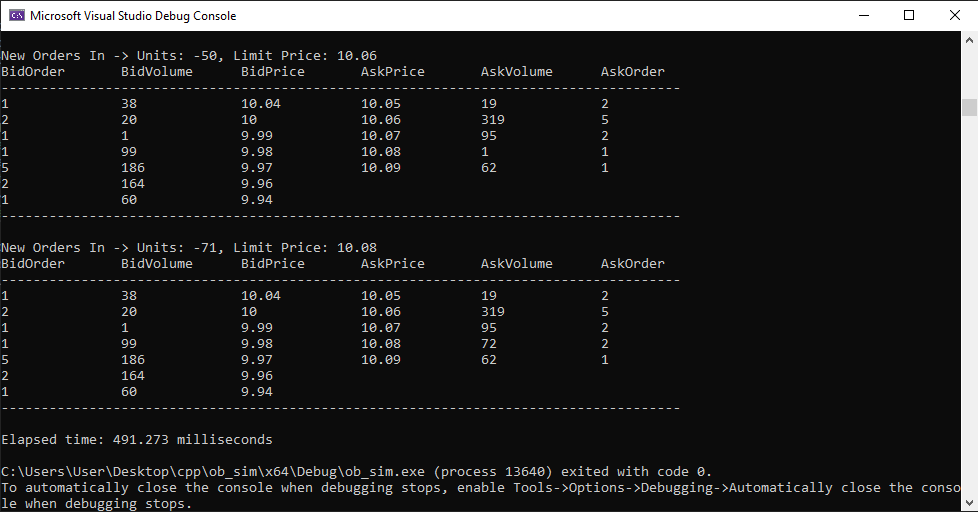 Microsoft Visual Studio Debug Console
New Orders In -> Units: -50, Limit Price: 10.06
BidOrder BidVolume BidPrice AskPrice AskVolume AskOrder
-------------------------------------------------------------------------------------
1 38 10.04 10.05 19 2
2 20 10 10.06 319 5
1 1 9.99 10.07 95 2
1 99 9.98 10.08 1 1
5 186 9.97 10.09 62 1
2 164 9.96
1 60 9.94
-------------------------------------------------------------------------------------
New Orders In -> Units: -71, Limit Price: 10.08
BidOrder BidVolume BidPrice AskPrice AskVolume AskOrder
-------------------------------------------------------------------------------------
1 38 10.04 10.05 19 2
2 20 10 10.06 319 5
1 1 9.99 10.07 95 2
1 99 9.98 10.08 72 2
5 186 9.97 10.09 62 1
2 164 9.96
1 60 9.94
-------------------------------------------------------------------------------------
Elapsed time: 491.273 milliseconds
C:\Users\User\Desktop\cpp\ob_sim\x64\Debug\ob_sim.exe (process 13640) exited with code 0.
To automatically close the console when debugging stops, enable Tools->Options->Debugging->Automatically close the conso
le when debugging stops.